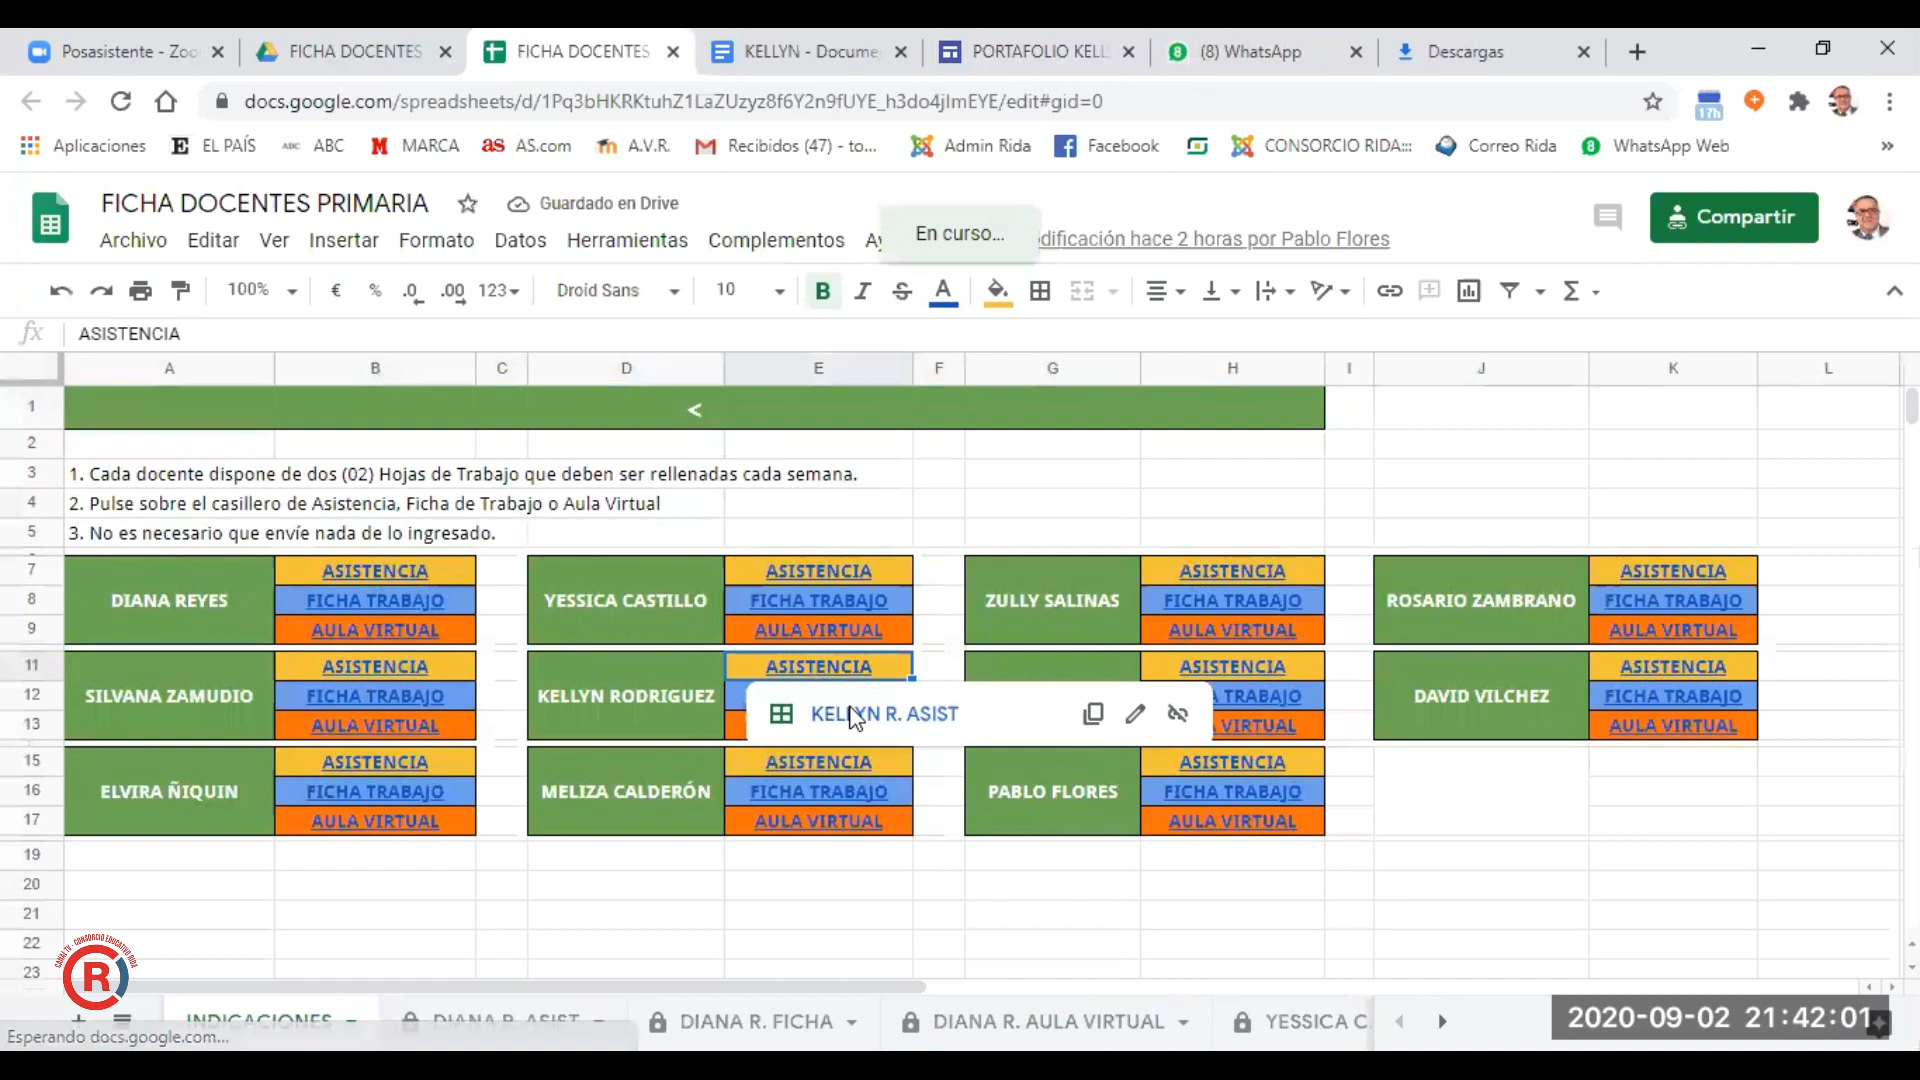 Posasistente - Zoo
FICHA DOCENTES
FICHA DOCENTES
KELLYN - Docume
PORTAFOLIO KELL
(8) WhatsApp
Descargas
docs.google.com/spreadsheets/d/1Pq3bHKRKtuhZ1LaZUzyz8f6Y2n9fUYE_h3do4jImEYE/edit#gid=0
17h
Aplicaciones
EL PAÍS
ABC
MARCA
AS.com
A.V.R.
Recibidos (47) - to...
Admin Rida
Facebook
CONSORCIO RIDA:::
Correo Rida
WhatsApp Web
FICHA DOCENTES PRIMARIA
Guardado en Drive
Compartir
Archivo Editar Ver Insertar Formato Datos Herramientas Complementos Ay
En curso...
dificación hace 2 horas por Pablo Flores
100% € % .0 .00 123 Droid Sans 10 B I S A
fx ASISTENCIA
A B C D E F G H I J K L
1 <
2
3 1. Cada docente dispone de dos (02) Hojas de Trabajo que deben ser rellenadas cada semana.
4 2. Pulse sobre el casillero de Asistencia, Ficha de Trabajo o Aula Virtual
5 3. No es necesario que envíe nada de lo ingresado.
7 ASISTENCIA ASISTENCIA ASISTENCIA ASISTENCIA
8 DIANA REYES FICHA TRABAJO YESSICA CASTILLO FICHA TRABAJO ZULLY SALINAS FICHA TRABAJO ROSARIO ZAMBRANO FICHA TRABAJO
9 AULA VIRTUAL AULA VIRTUAL AULA VIRTUAL AULA VIRTUAL
11 ASISTENCIA ASISTENCIA ASISTENCIA ASISTENCIA
12 SILVANA ZAMUDIO FICHA TRABAJO KELLYN RODRIGUEZ A TRABAJO DAVID VILCHEZ FICHA TRABAJO
KELLYN R. ASIST
13 AULA VIRTUAL VIRTUAL AULA VIRTUAL
15 ASISTENCIA ASISTENCIA ASISTENCIA
16 ELVIRA ÑIQUIN FICHA TRABAJO MELIZA CALDERÓN FICHA TRABAJO PABLO FLORES FICHA TRABAJO
17 AULA VIRTUAL AULA VIRTUAL AULA VIRTUAL
19
20
21
22
23
CANAL TV - CONSORCIO EDUCATIVO RIDA
R
INDICACIONES
DIANA R. ASIST
DIANA R. FICHA
DIANA R. AULA VIRTUAL
YESSICA C.
Esperando docs.google.com...
2020-09-02 21:42:01